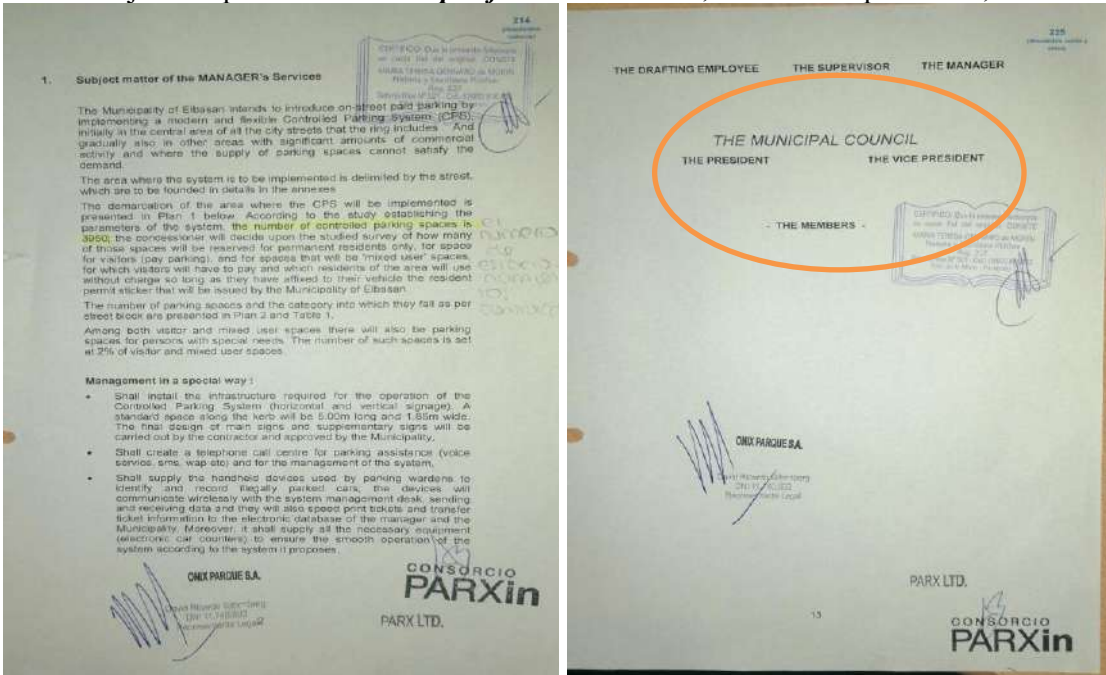 214
1. Subject matter of the MANAGER's Services
The Municipality of Elbasan intends to introduce on-street paid parking by
implementing a modern and flexible Controlled Parking System (CPS),
initially in the central area of all the city streets that the ring includes. And
gradually also in other areas with significant amounts of commercial
activity and where the supply of parking spaces cannot satisfy the
demand.
The area where the system is to be implemented is delimited by the street,
which are to be founded in details in the annexes
The demarcation of the area where the CPS will be implemented is
presented in Plan 1 below. According to the study establishing the
parameters of the system, the number of controlled parking spaces is
3950; the concessioner will decide upon the studied survey of how many
of those spaces will be reserved for permanent residents only, for space
for visitors (pay parking), and for spaces that will be 'mixed user' spaces,
for which visitors will have to pay and which residents of the area will use
without charge so long as they have affixed to their vehicle the resident
permit sticker that will be issued by the Municipality of Elbasan.
The number of parking spaces and the category into which they fall as per
street block are presented in Plan 2 and Table 1.
Among both visitor and mixed user spaces there will also be parking
spaces for persons with special needs. The number of such spaces is set
at 2% of visitor and mixed user spaces.
Management in a special way :
• Shall install the infrastructure required for the operation of the
Controlled Parking System (horizontal and vertical signage). A
standard space along the kerb will be 5.00m long and 1.85m wide.
The final design of main signs and supplementary signs will be
carried out by the contractor and approved by the Municipality,
• Shall create a telephone call centre for parking assistance (voice
service, sms, wap etc) and for the management of the system,
• Shall supply the handheld devices used by parking wardens to
identify and record illegally parked cars; the devices will
communicate wirelessly with the system management desk, sending
and receiving data and they will also speed print tickets and transfer
ticket information to the electronic database of the manager and the
Municipality. Moreover, it shall supply all the necessary equipment
(electronic car counters) to ensure the smooth operation of the
system according to the system it proposes.
ONIX PARQUE S.A.
Representante Legal
CONSORCIO
PARXin
PARX LTD.
225
THE DRAFTING EMPLOYEE THE SUPERVISOR THE MANAGER
THE MUNICIPAL COUNCIL
THE PRESIDENT THE VICE PRESIDENT
- THE MEMBERS -
ONIX PARQUE S.A.
Representante Legal
PARX LTD.
13
CONSORCIO
PARXin